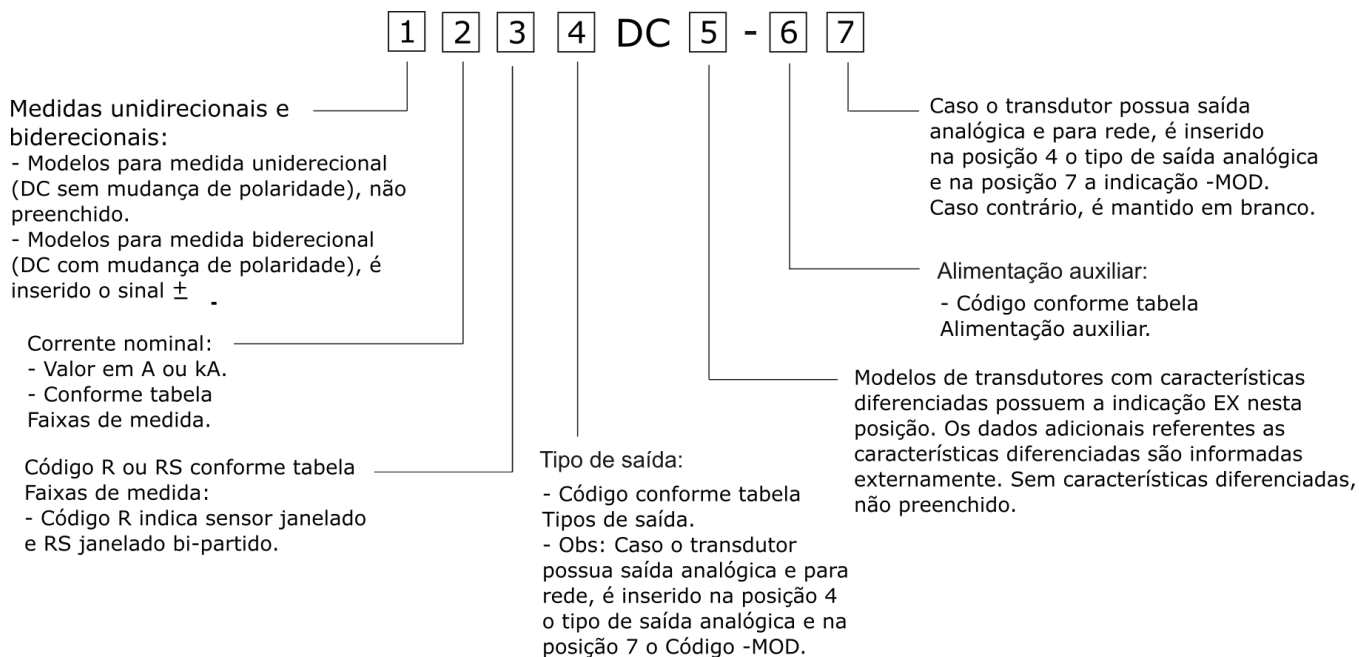 1 2 3 4 DC 5 - 6 7
Medidas unidirecionais e
biderecionais:
- Modelos para medida uniderecional
(DC sem mudança de polaridade), não
preenchido.
- Modelos para medida biderecional
(DC com mudança de polaridade), é
inserido o sinal ± .
Corrente nominal:
- Valor em A ou kA.
- Conforme tabela
Faixas de medida.
Código R ou RS conforme tabela
Faixas de medida:
- Código R indica sensor janelado
e RS janelado bi-partido.
Tipo de saída:
- Código conforme tabela
Tipos de saída.
- Obs: Caso o transdutor
possua saída analógica e para
rede, é inserido na posição 4
o tipo de saída analógica e na
posição 7 o Código -MOD.
Caso o transdutor possua saída
analógica e para rede, é inserido
na posição 4 o tipo de saída analógica
e na posição 7 a indicação -MOD.
Caso contrário, é mantido em branco.
Alimentação auxiliar:
- Código conforme tabela
Alimentação auxiliar.
Modelos de transdutores com características
diferenciadas possuem a indicação EX nesta
posição. Os dados adicionais referentes as
características diferenciadas são informadas
externamente. Sem características diferenciadas,
não preenchido.